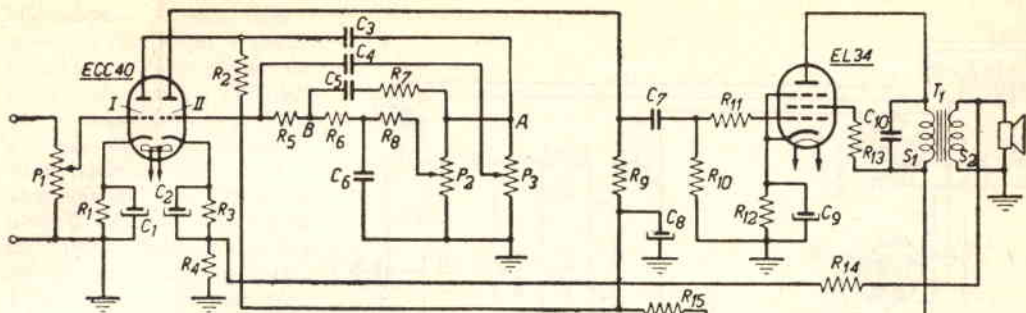 ECC40
I
II
P1
R1
C1
C2
R3
R4
R2
C3
C4
C5
R7
R5
B
R6
R8
C6
P2
A
P3
C7
R11
R9
R10
C8
EL34
R12
C9
C10
R13
T1
S1
S2
R14
R15